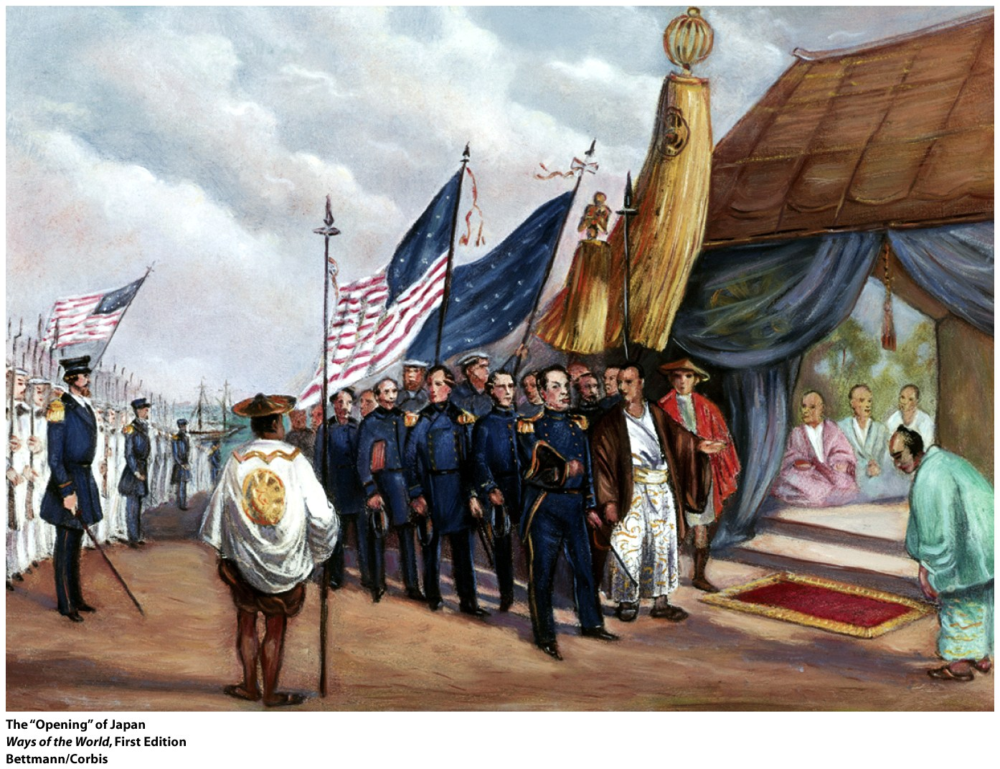 The “Opening” of Japan
Ways of the World, First Edition
Bettmann/Corbis